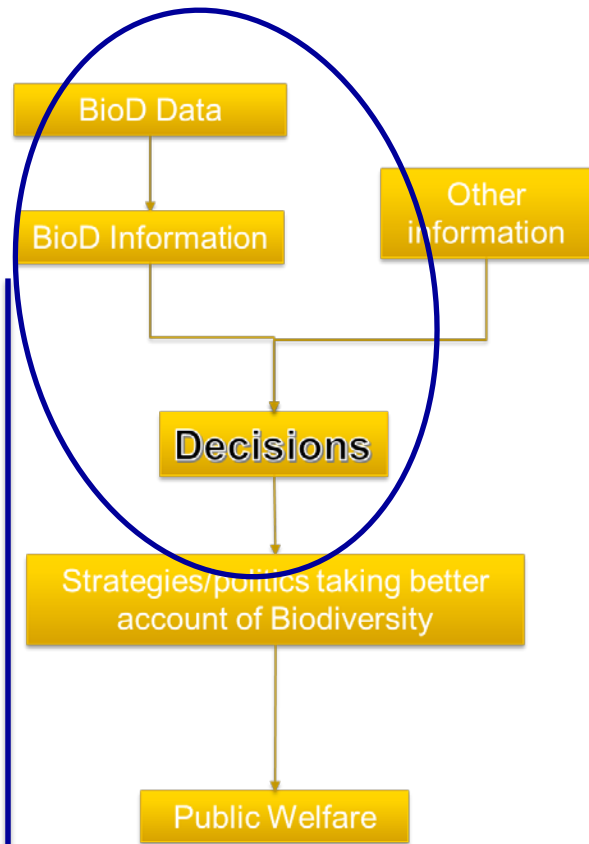 BioD Data
Other
information
BioD Information
Decisions
Strategies/politics taking better
account of Biodiversity
Public Welfare